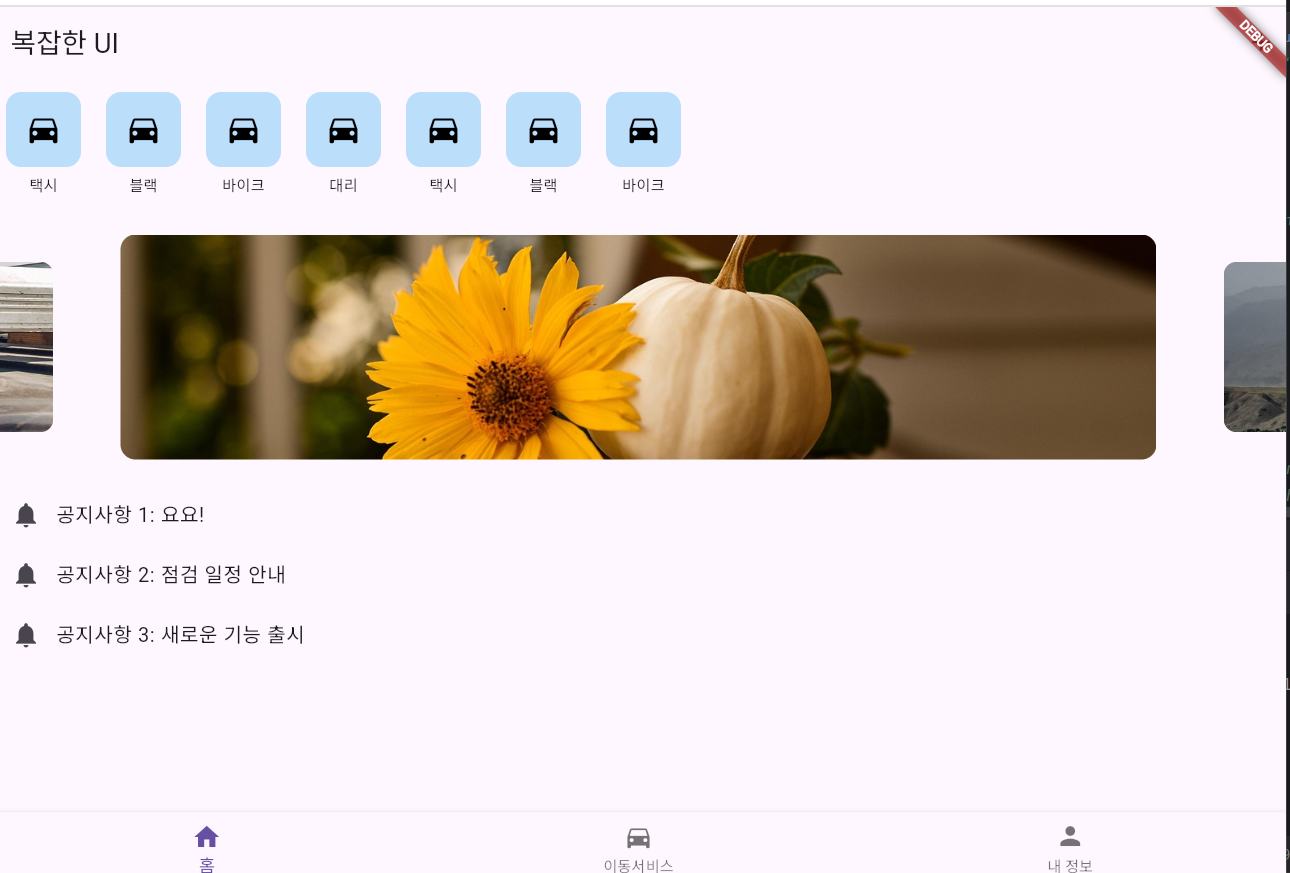 복잡한 UI
DEBUG
택시 블랙 바이크 대리 택시 블랙 바이크
공지사항 1: 요요!
공지사항 2: 점검 일정 안내
공지사항 3: 새로운 기능 출시
홈 이동서비스 내 정보